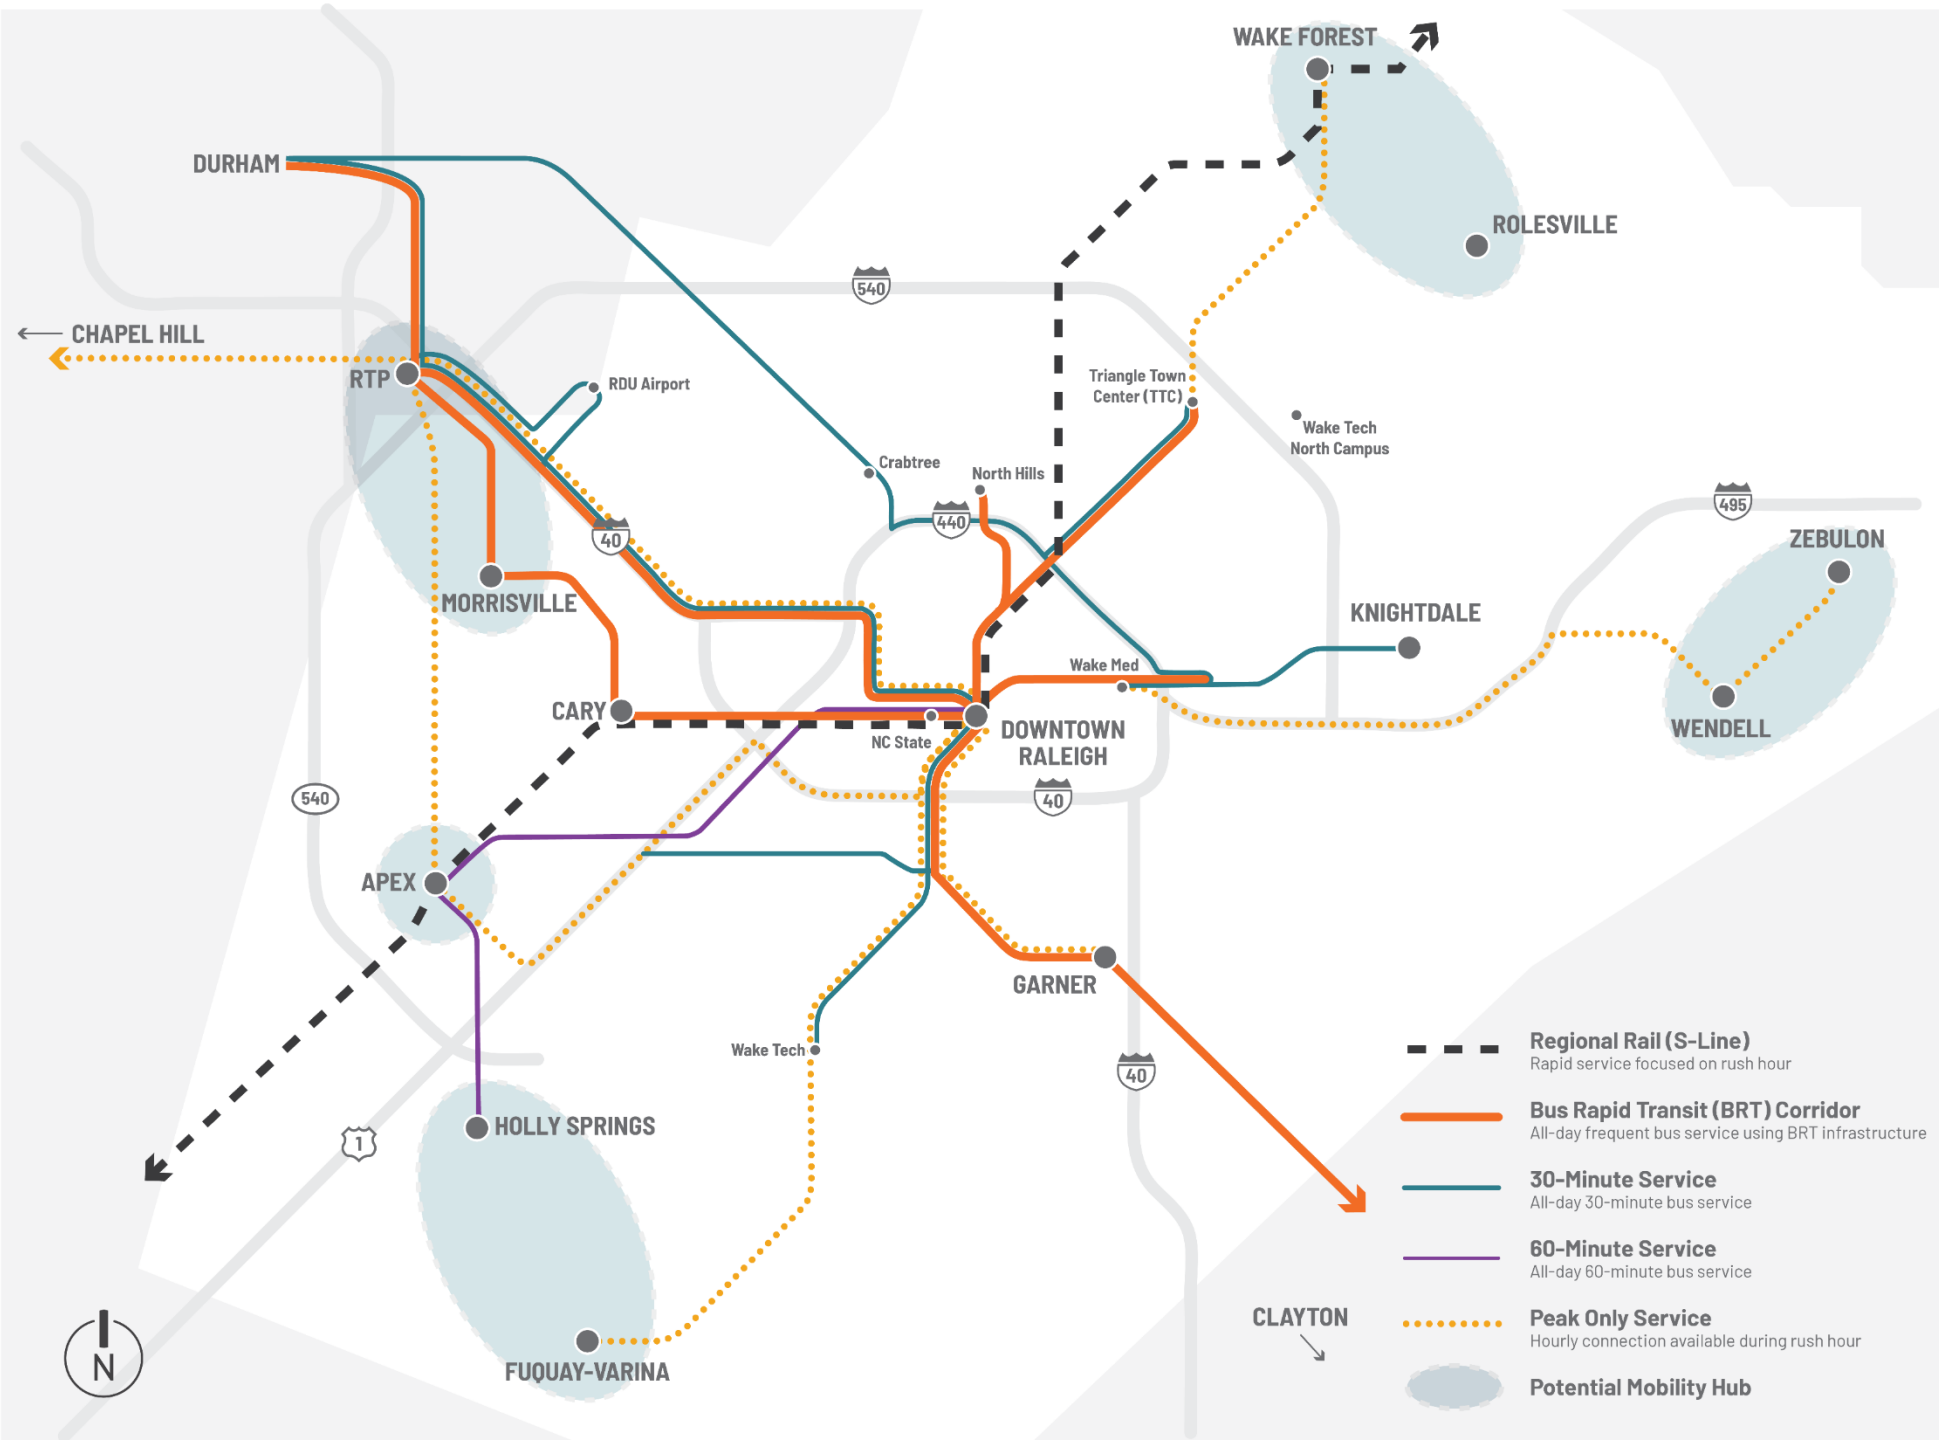 WAKE FOREST
DURHAM
ROLESVILLE
540
CHAPEL HILL
RTP
RDU Airport
Triangle Town
Center (TTC)
Wake Tech
North Campus
Crabtree
North Hills
440
495
40
ZEBULON
MORRISVILLE
KNIGHTDALE
Wake Med
CARY
NC State
DOWNTOWN
RALEIGH
WENDELL
540
40
APEX
GARNER
Wake Tech
40
HOLLY SPRINGS
1
FUQUAY-VARINA
CLAYTON
N
Regional Rail (S-Line)
Rapid service focused on rush hour
Bus Rapid Transit (BRT) Corridor
All-day frequent bus service using BRT infrastructure
30-Minute Service
All-day 30-minute bus service
60-Minute Service
All-day 60-minute bus service
Peak Only Service
Hourly connection available during rush hour
Potential Mobility Hub